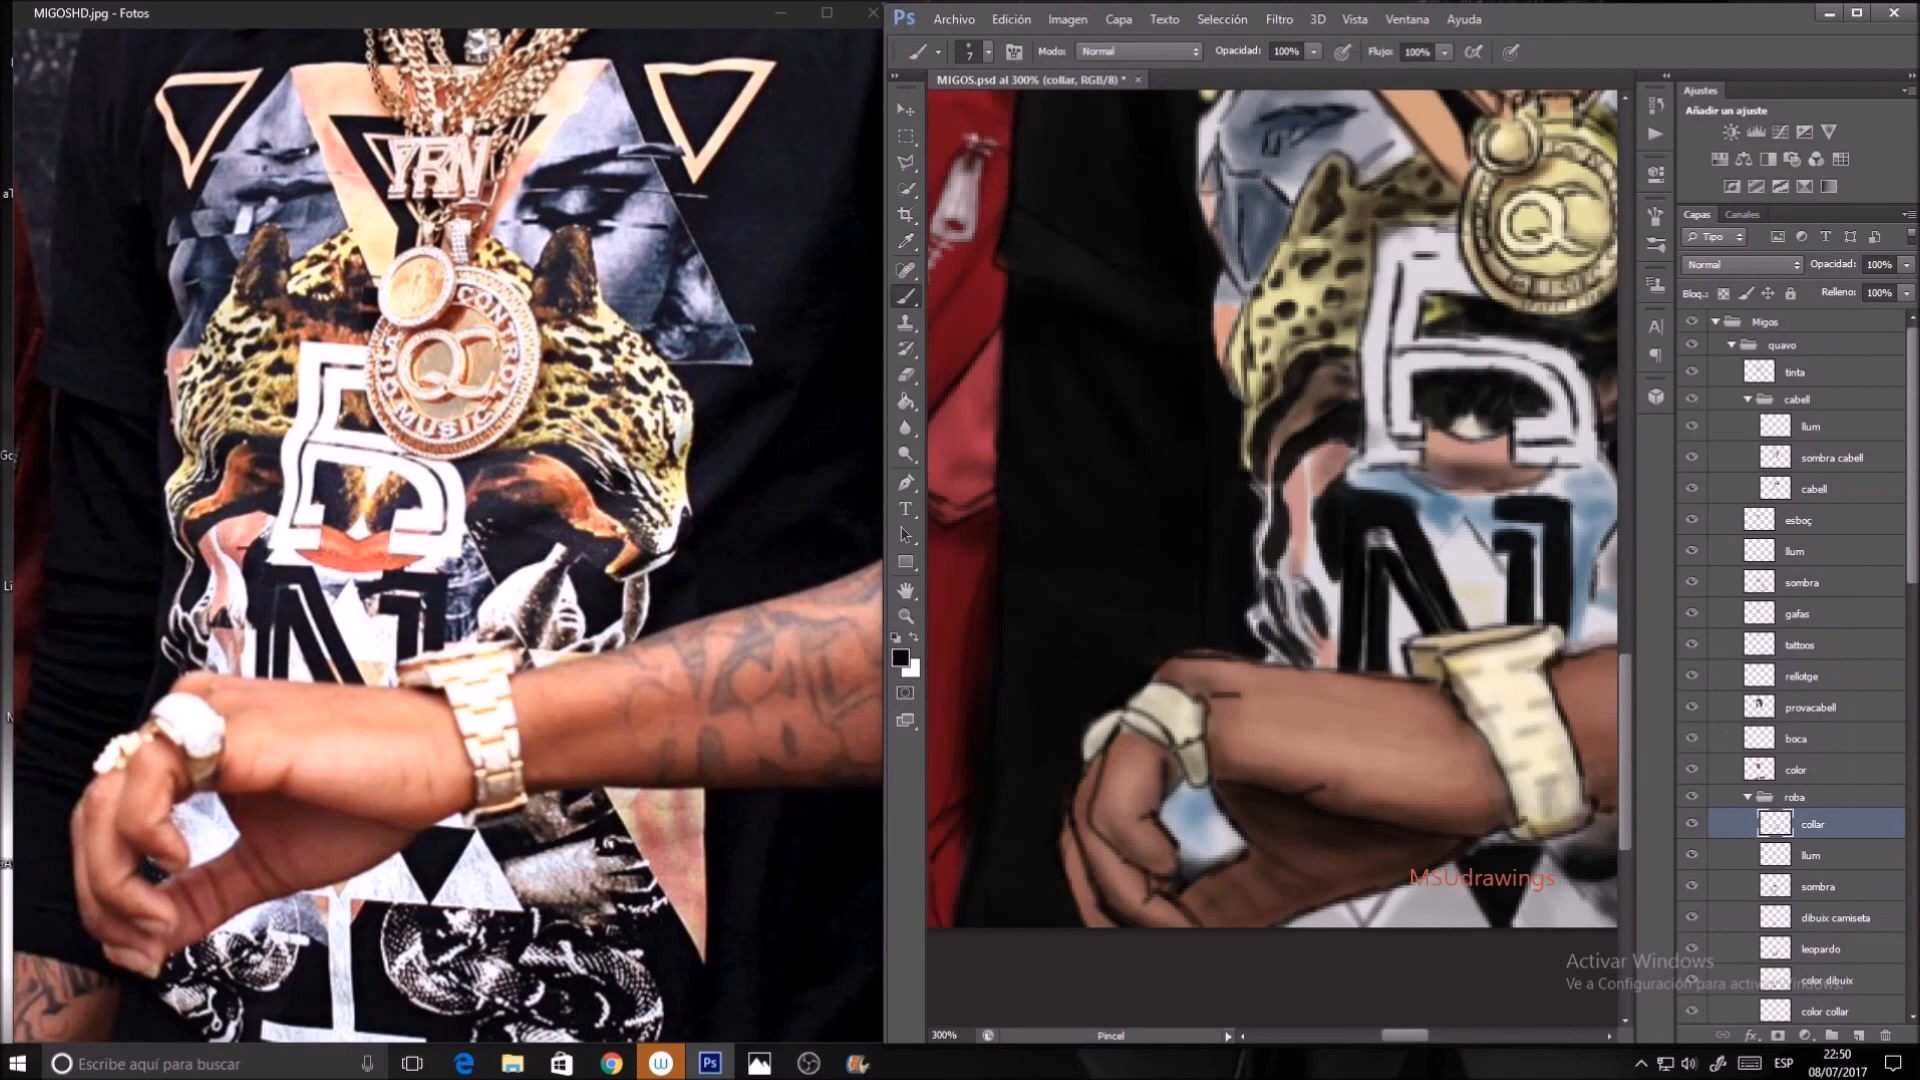 MIGOSHD.jpg - Fotos
Ps Archivo Edición Imagen Capa Texto Selección Filtro 3D Vista Ventana Ayuda
7 Modo: Normal Opacidad: 100% Flujo: 100%
MIGOS.psd al 300% (collar, RGB/8) *
Ajustes
Añadir un ajuste
Capas Canales
Tipo
Normal Opacidad: 100%
Bloq.: Relleno: 100%
Migos
quavo
tinta
cabell
llum
sombra cabell
cabell
esboç
llum
sombra
gafas
tattoos
rellotge
provacabell
boca
color
roba
collar
llum
sombra
dibuix camiseta
leopardo
color dibuix
color collar
YRN
CONTROL
QC
MUSIC
QC
MSUdrawings
Activar Windows
Ve a Configuración para activar Windows.
300% Pincel
Escribe aquí para buscar
ESP
22:50
08/07/2017